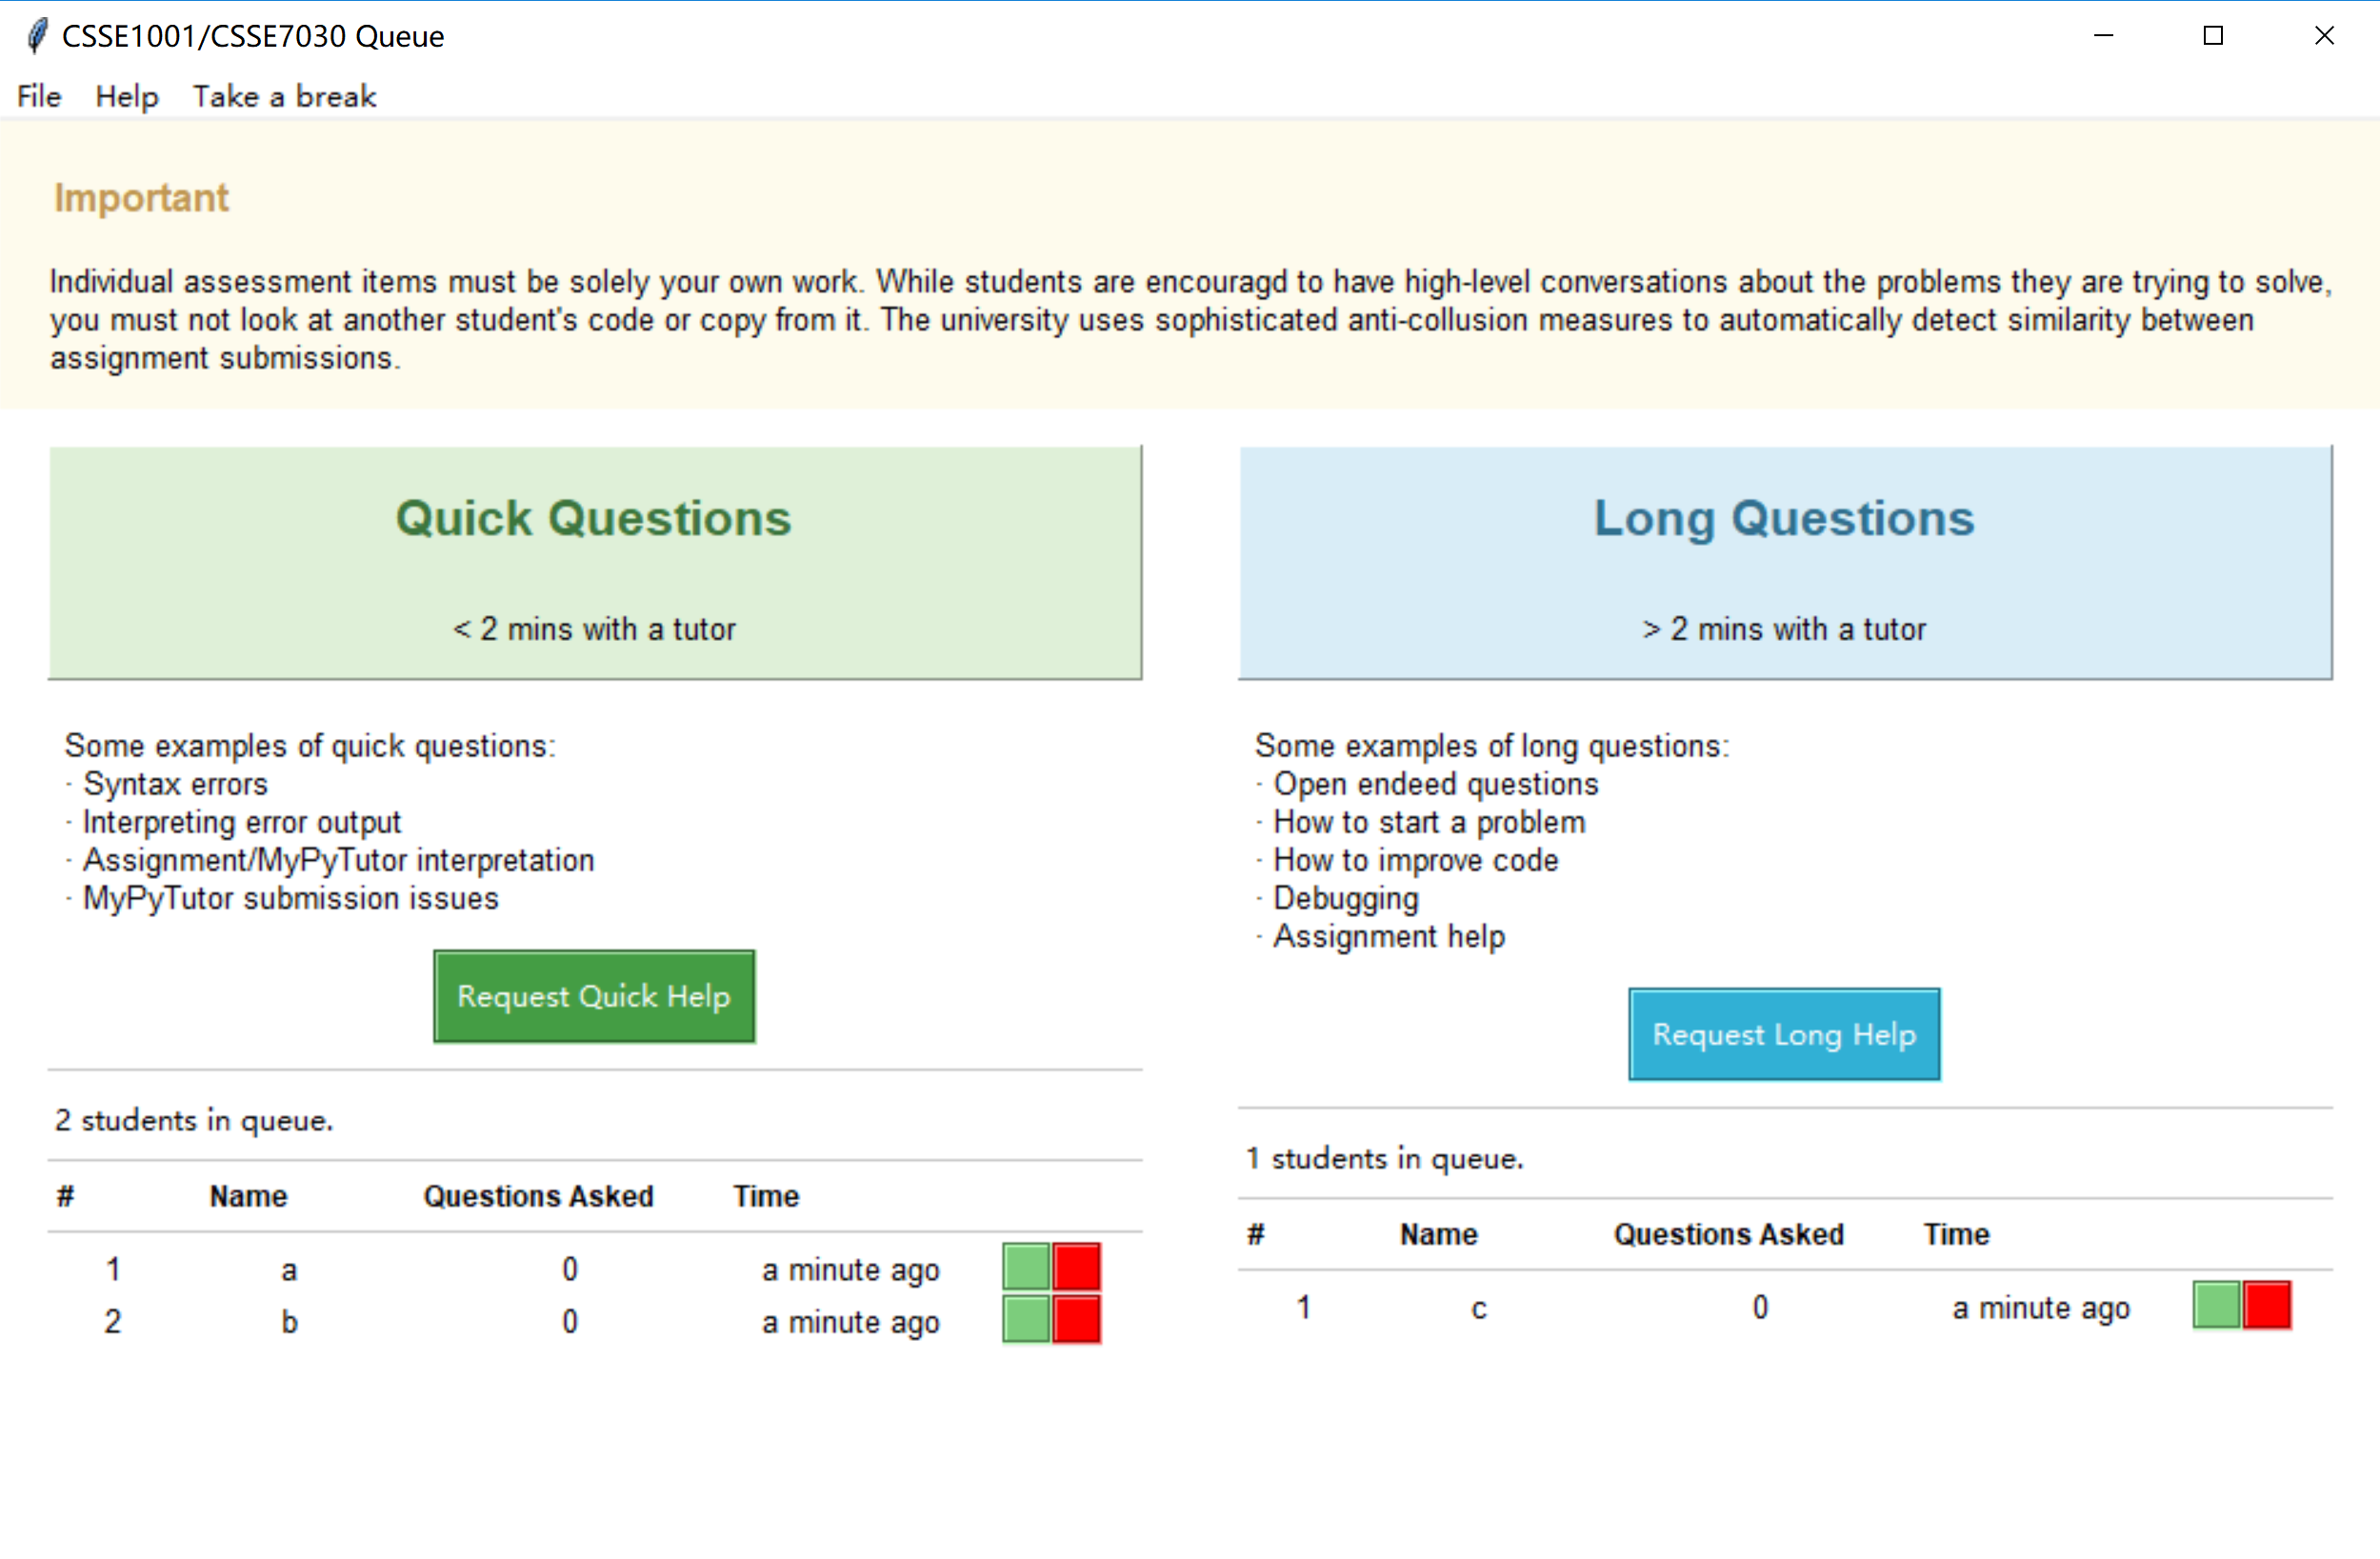 CSSE1001/CSSE7030 Queue
File Help Take a break
Important
Individual assessment items must be solely your own work. While students are encouragd to have high-level conversations about the problems they are trying to solve,
you must not look at another student's code or copy from it. The university uses sophisticated anti-collusion measures to automatically detect similarity between
assignment submissions.
Quick Questions
< 2 mins with a tutor
Some examples of quick questions:
· Syntax errors
· Interpreting error output
· Assignment/MyPyTutor interpretation
· MyPyTutor submission issues
Request Quick Help
2 students in queue.
# Name Questions Asked Time
1 a 0 a minute ago
2 b 0 a minute ago
Long Questions
> 2 mins with a tutor
Some examples of long questions:
· Open endeed questions
· How to start a problem
· How to improve code
· Debugging
· Assignment help
Request Long Help
1 students in queue.
# Name Questions Asked Time
1 c 0 a minute ago